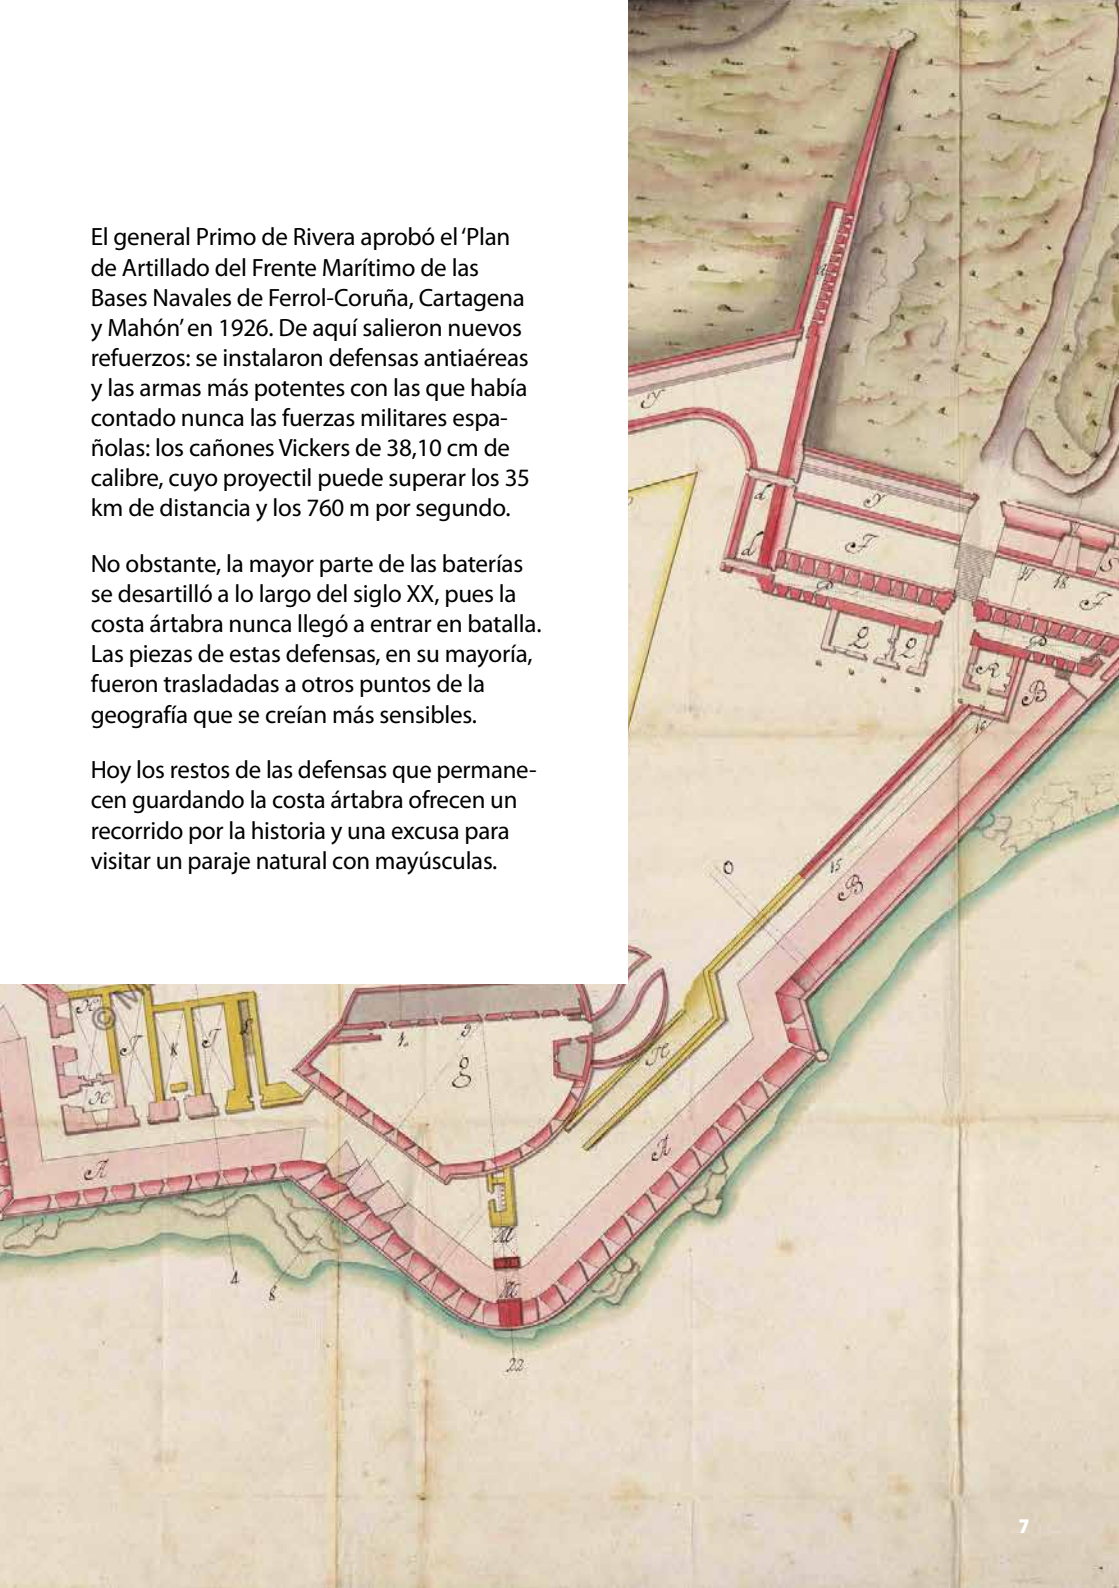 El general Primo de Rivera aprobó el ‘Plan
de Artillado del Frente Marítimo de las
Bases Navales de Ferrol-Coruña, Cartagena
y Mahón’ en 1926. De aquí salieron nuevos
refuerzos: se instalaron defensas antiaéreas
y las armas más potentes con las que había
contado nunca las fuerzas militares espa-
ñolas: los cañones Vickers de 38,10 cm de
calibre, cuyo proyectil puede superar los 35
km de distancia y los 760 m por segundo.
No obstante, la mayor parte de las baterías
se desartilló a lo largo del siglo XX, pues la
costa ártabra nunca llegó a entrar en batalla.
Las piezas de estas defensas, en su mayoría,
fueron trasladadas a otros puntos de la
geografía que se creían más sensibles.
Hoy los restos de las defensas que permane-
cen guardando la costa ártabra ofrecen un
recorrido por la historia y una excusa para
visitar un paraje natural con mayúsculas.
Y
d
Y
d
F
17
18
S
F
P
P
Q
Q
R
B
16
O
15
B
g
A
A
M
4
8
22
7